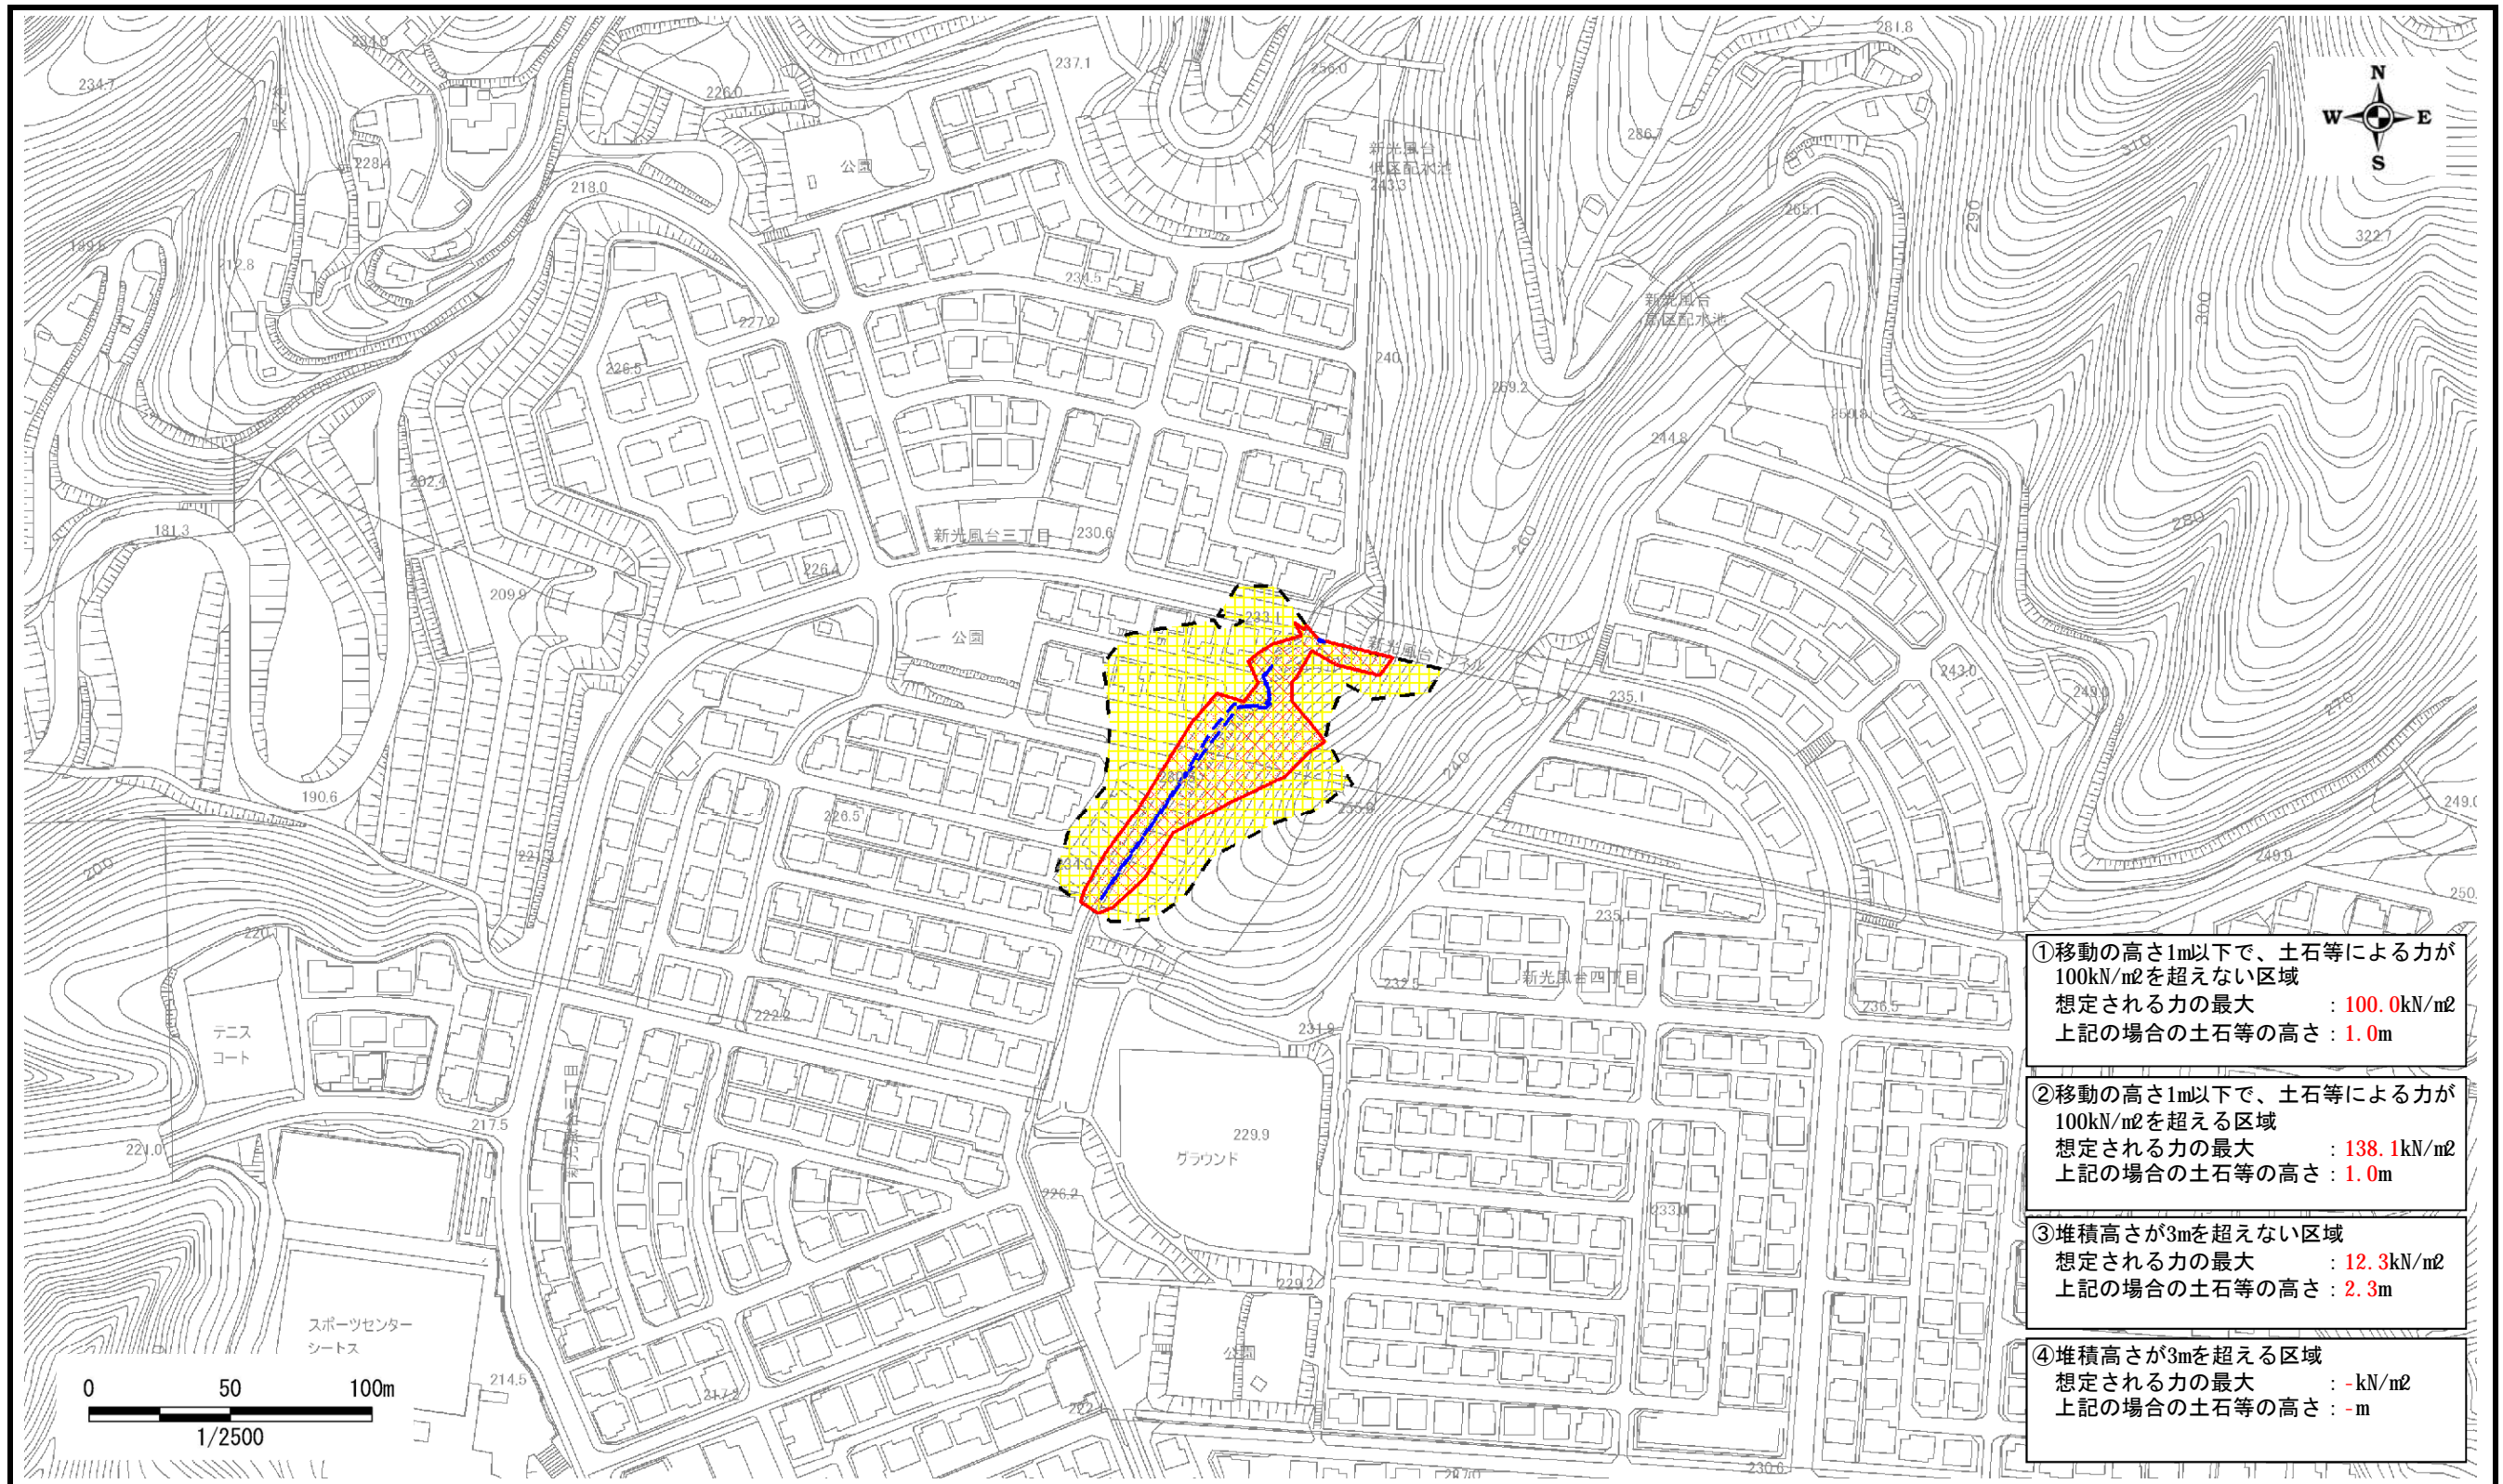 234.0
281.8
237.1
256.0
N
234.7
226.0
W
E
286.7
新光風台
低区配水池
243.3
S
310
228.4
公園
218.0
265.1
290
322.7
199.6
212.8
234.5
新光風台
高区配水池
300
227.2
240
226.5
269.2
259.8
244.8
202.4
280
181.3
新光風台三丁目
230.6
260
226.4
209.9
233.1
公園
新光風台トンネル
243.0
249.0
235.1
270
240
190.6
255.9
249.0
226.5
234.0
249.9
200
250.
235.1
220
①移動の高さ1m以下で、土石等による力が
100kN/m2を超えない区域
想定される力の最大 : 100.0kN/m2
上記の場合の土石等の高さ : 1.0m
新光風台四丁目
232.5
236.5
222.2
231.9
テニス
コート
②移動の高さ1m以下で、土石等による力が
100kN/m2を超える区域
想定される力の最大 : 138.1kN/m2
上記の場合の土石等の高さ : 1.0m
217.5
221.0
229.9
グラウンド
226.2
233.0
③堆積高さが3mを超えない区域
想定される力の最大 : 12.3kN/m2
上記の場合の土石等の高さ : 2.3m
229.2
スポーツセンター
シートス
④堆積高さが3mを超える区域
想定される力の最大 : -kN/m2
上記の場合の土石等の高さ : -m
公園
214.5
217.2
0 50 100m
1/2500
230.6